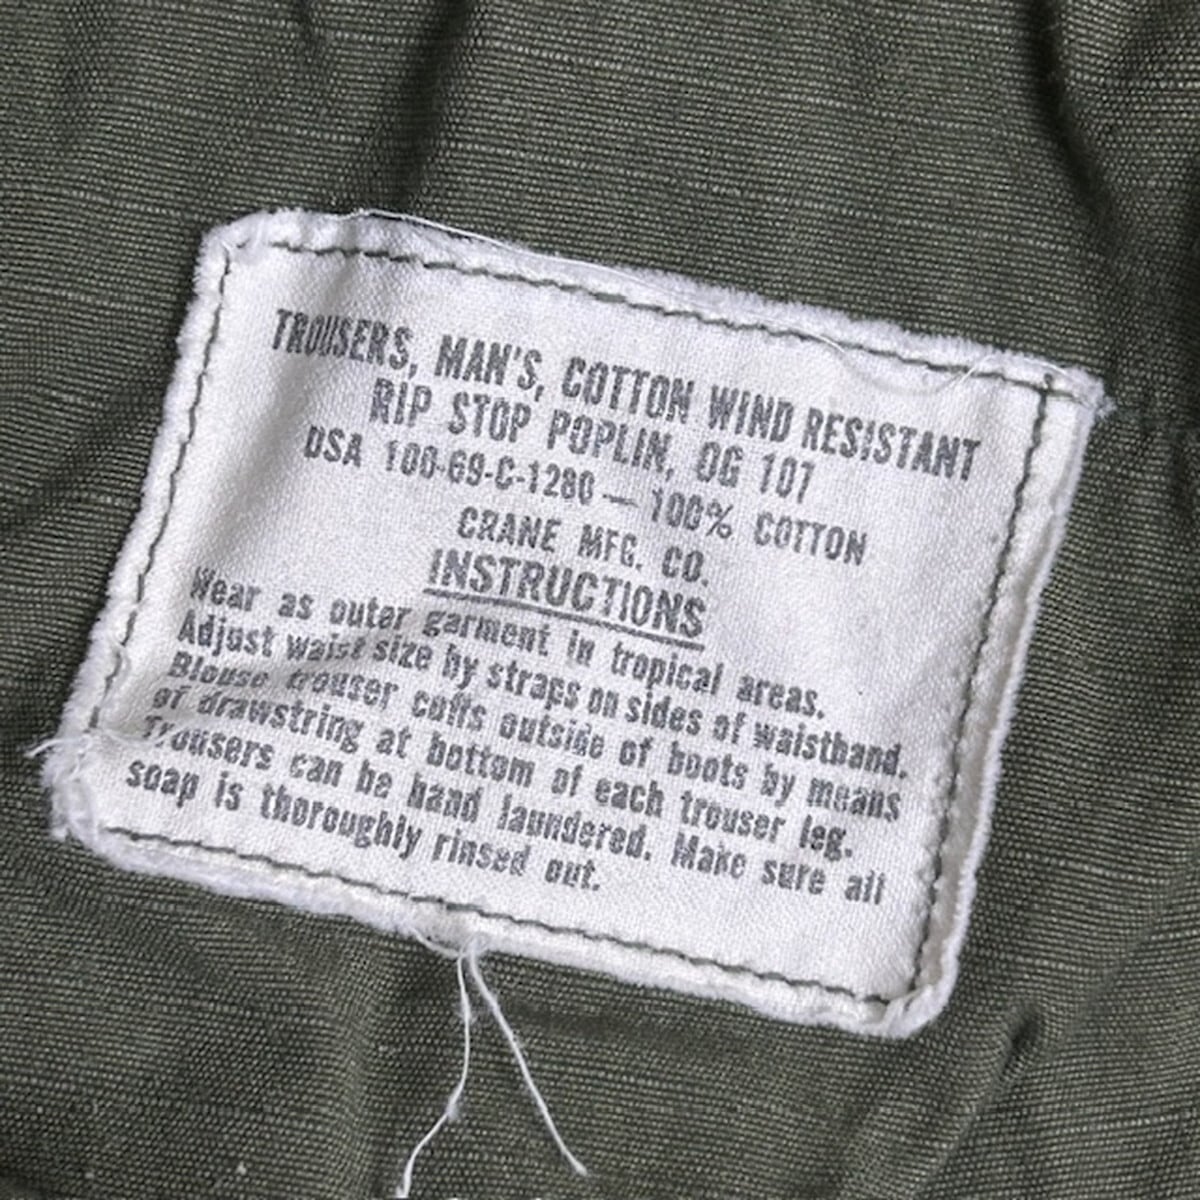 TROUSERS, MAN'S, COTTON WIND RESISTANT
RIP STOP POPLIN, OG 107
DSA 100-69-C-1280 — 100% COTTON
CRANE MFG. CO.
INSTRUCTIONS
Wear as outer garment in tropical areas.
Adjust waist size by straps on sides of waistband.
Blouse trouser cuffs outside of boots by means
of drawstring at bottom of each trouser leg.
Trousers can be hand laundered. Make sure all
soap is thoroughly rinsed out.